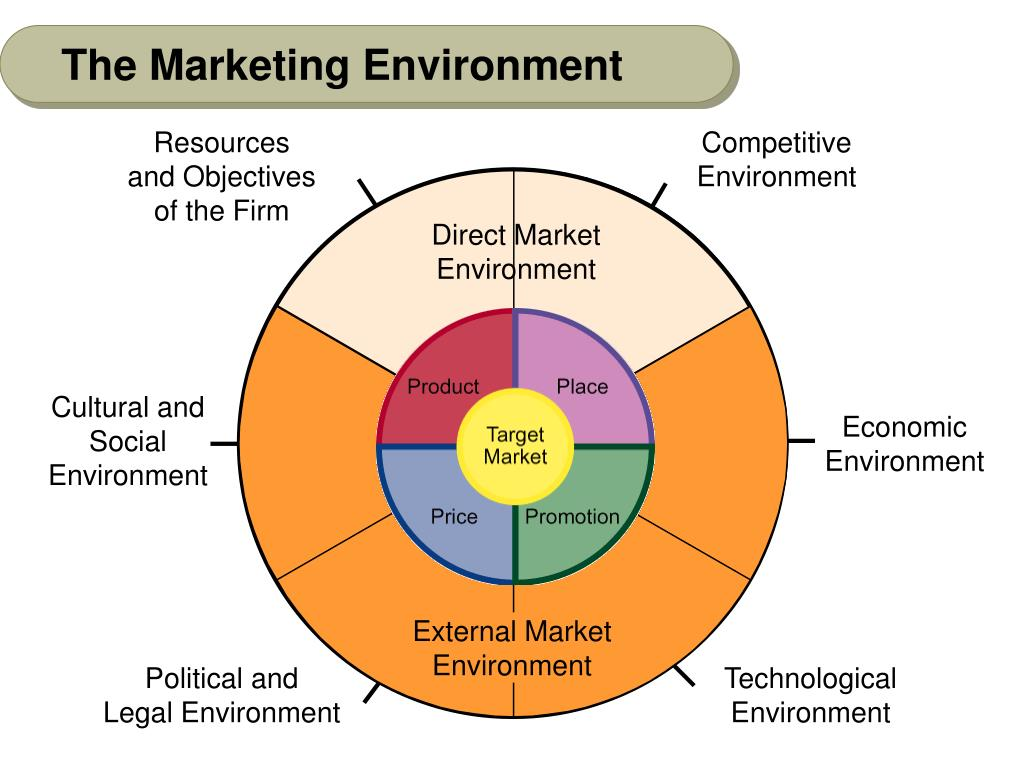 The Marketing Environment
Resources
and Objectives
of the Firm
Competitive
Environment
Direct Market
Environment
Product
Place
Target
Market
Cultural and
Social
Environment
Economic
Environment
Price
Promotion
External Market
Environment
Political and
Legal Environment
Technological
Environment